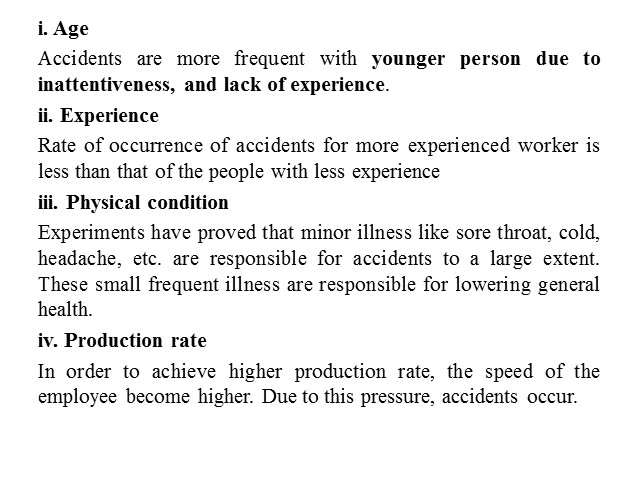 i. Age
Accidents are more frequent with younger person due to
inattentiveness, and lack of experience.
ii. Experience
Rate of occurrence of accidents for more experienced worker is
less than that of the people with less experience
iii. Physical condition
Experiments have proved that minor illness like sore throat, cold,
headache, etc. are responsible for accidents to a large extent.
These small frequent illness are responsible for lowering general
health.
iv. Production rate
In order to achieve higher production rate, the speed of the
employee become higher. Due to this pressure, accidents occur.